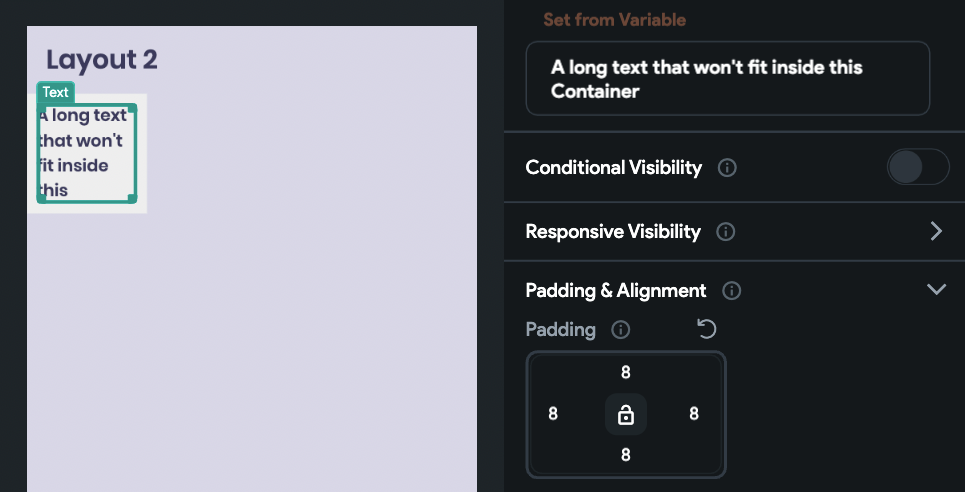 Layout 2
Text
A long text
that won't
fit inside
this
Set from Variable
A long text that won't fit inside this
Container
Conditional Visibility
Responsive Visibility
Padding & Alignment
Padding
8
8 8
8